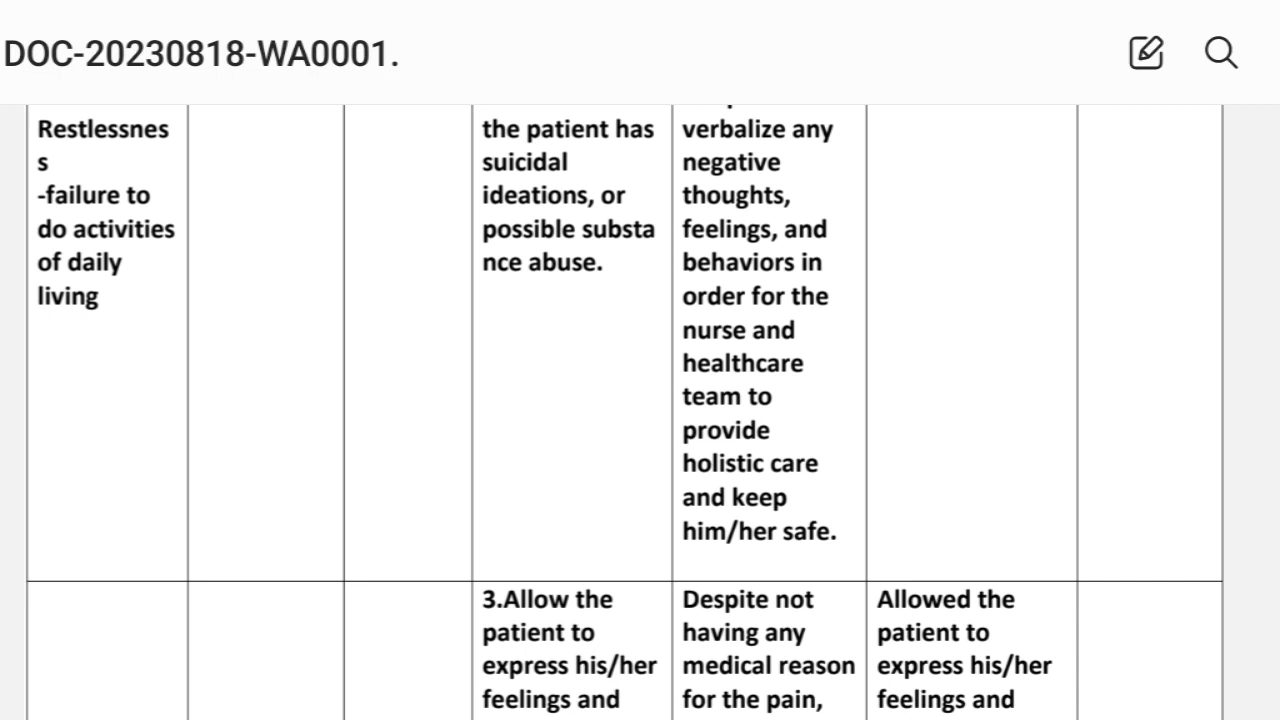 DOC-20230818-WA0001.
Restlessnes
s
-failure to
do activities
of daily
living
the patient has
suicidal
ideations, or
possible substa
nce abuse.
verbalize any
negative
thoughts,
feelings, and
behaviors in
order for the
nurse and
healthcare
team to
provide
holistic care
and keep
him/her safe.
3.Allow the
patient to
express his/her
feelings and
Despite not
having any
medical reason
for the pain,
Allowed the
patient to
express his/her
feelings and